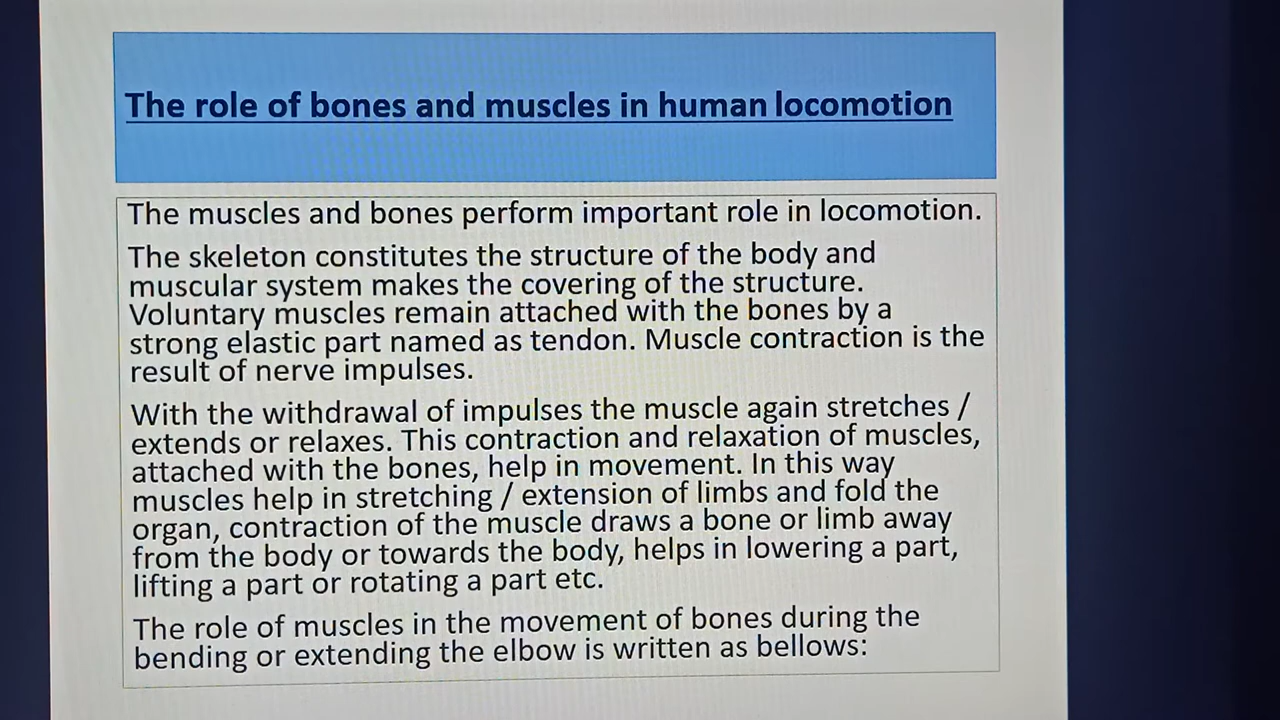 The role of bones and muscles in human locomotion
The muscles and bones perform important role in locomotion.
The skeleton constitutes the structure of the body and
muscular system makes the covering of the structure.
Voluntary muscles remain attached with the bones by a
strong elastic part named as tendon. Muscle contraction is the
result of nerve impulses.
With the withdrawal of impulses the muscle again stretches /
extends or relaxes. This contraction and relaxation of muscles,
attached with the bones, help in movement. In this way
muscles help in stretching / extension of limbs and fold the
organ, contraction of the muscle draws a bone or limb away
from the body or towards the body, helps in lowering a part,
lifting a part or rotating a part etc.
The role of muscles in the movement of bones during the
bending or extending the elbow is written as bellows: